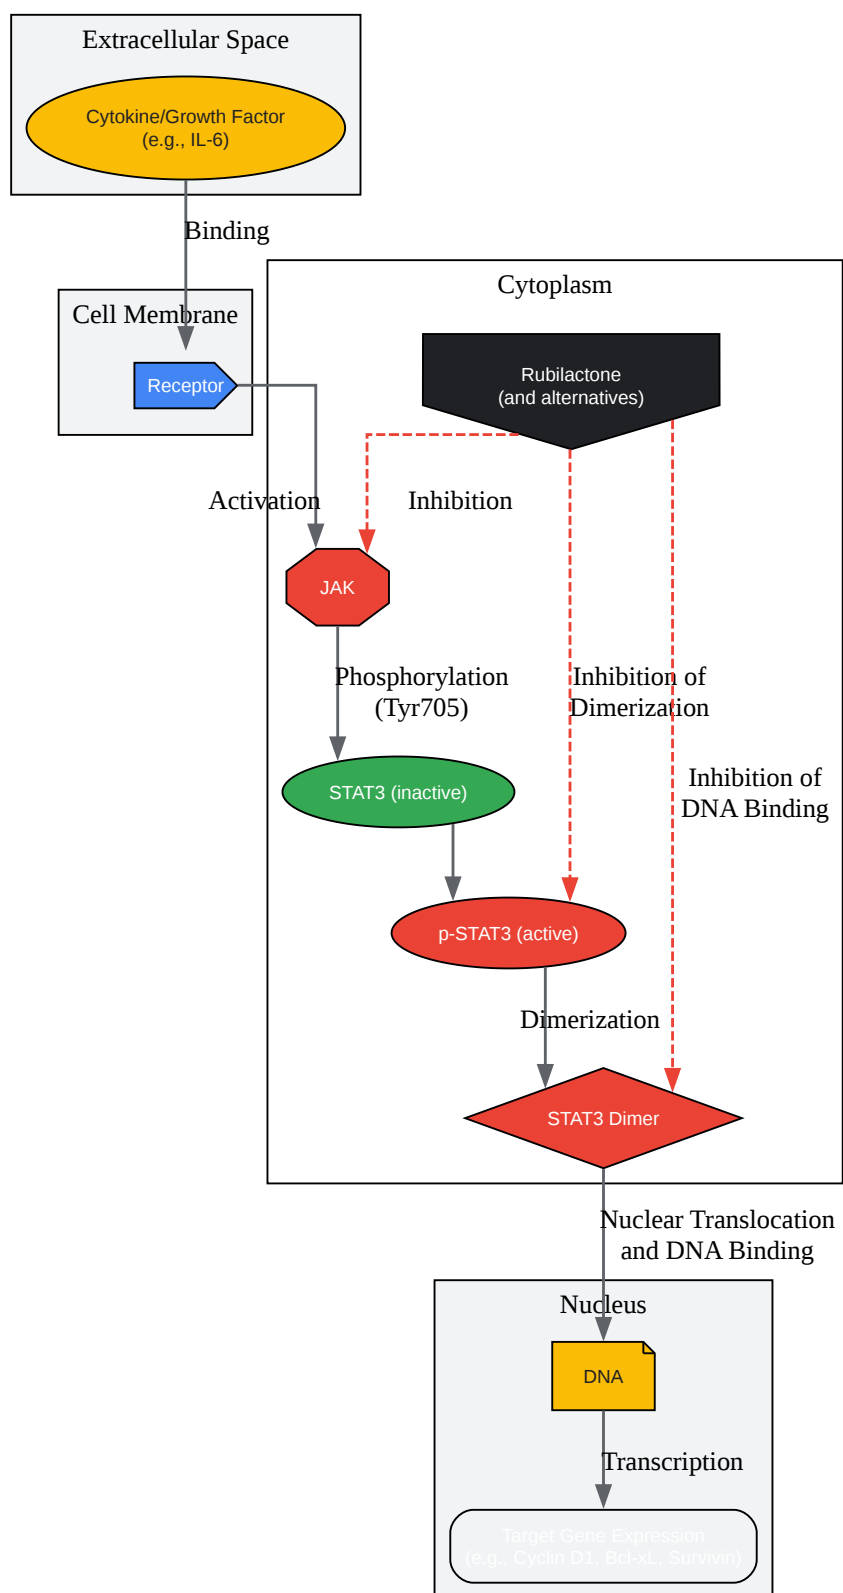 Extracellular Space
Cytokine/Growth Factor
(e.g., IL-6)
Binding
Cytoplasm
Cell Membrane
Receptor
Rubilactone
(and alternatives)
Activation
Inhibition
JAK
Phosphorylation
(Tyr705)
Inhibition of
Dimerization
Inhibition of
DNA Binding
STAT3 (inactive)
p-STAT3 (active)
Dimerization
STAT3 Dimer
Nuclear Translocation
and DNA Binding
Nucleus
DNA
Transcription
Target Gene Expression
(e.g., Cyclin D1, Bcl-xL, Survivin)